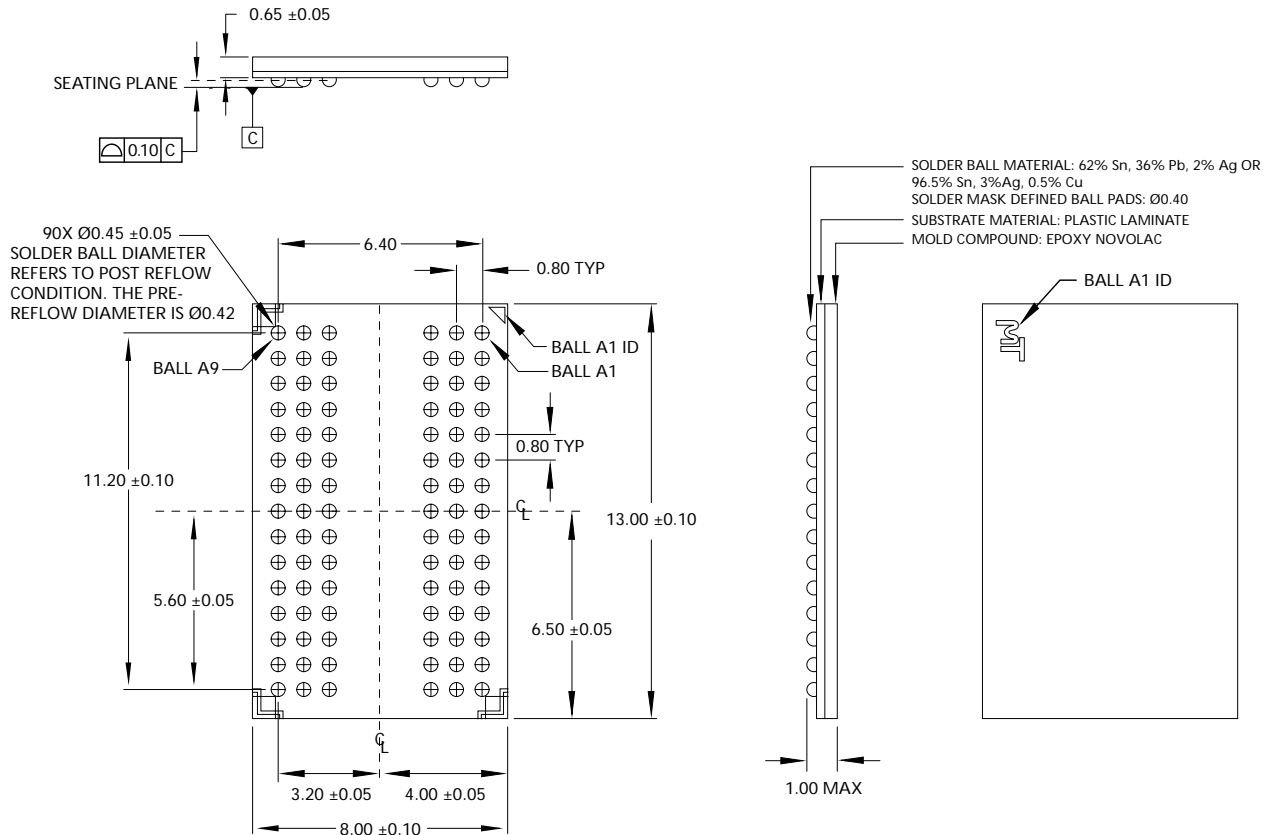 0.65 ±0.05
SEATING PLANE
C
0.10 C
SOLDER BALL MATERIAL: 62% Sn, 36% Pb, 2% Ag OR
96.5% Sn, 3%Ag, 0.5% Cu
SOLDER MASK DEFINED BALL PADS: Ø0.40
SUBSTRATE MATERIAL: PLASTIC LAMINATE
MOLD COMPOUND: EPOXY NOVOLAC
90X Ø0.45 ±0.05
SOLDER BALL DIAMETER
REFERS TO POST REFLOW
CONDITION. THE PRE-
REFLOW DIAMETER IS Ø0.42
6.40
0.80 TYP
BALL A1 ID
BALL A9
BALL A1 ID
BALL A1
MT
0.80 TYP
11.20 ±0.10
CL
13.00 ±0.10
5.60 ±0.05
6.50 ±0.05
CL
3.20 ±0.05
4.00 ±0.05
8.00 ±0.10
1.00 MAX